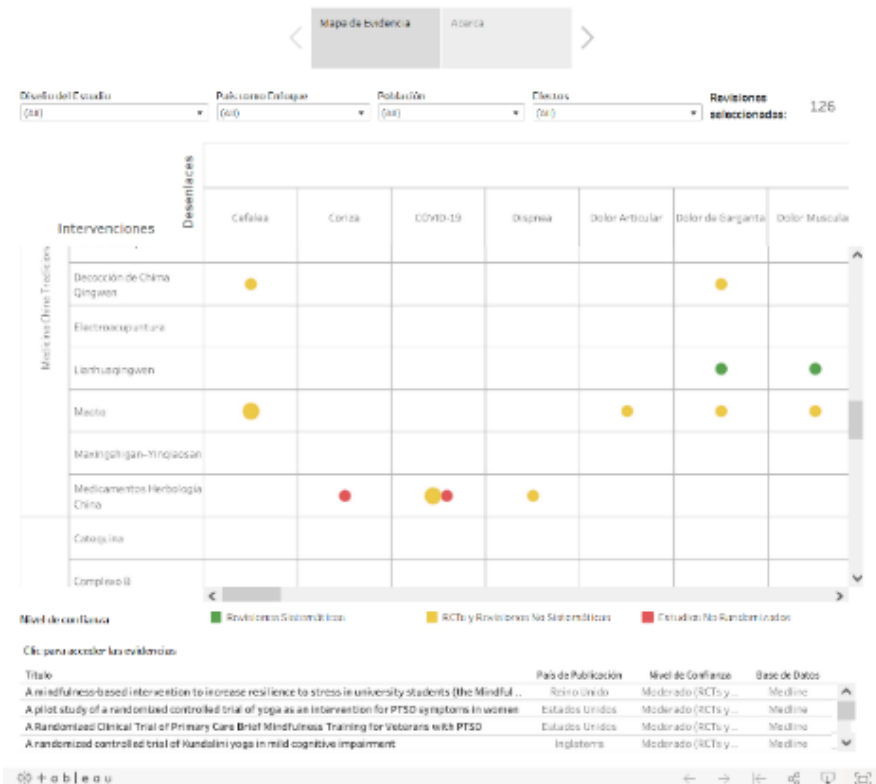 Mapa de Evidencia
Acerca
Diseño del Estudio
País como Enfoque
Población
Efectos
Revisiones seleccionadas:
126
(All)
(All)
(All)
(All)
Desenlaces
Intervenciones
Cefalea
Coriza
COVID-19
Dispnea
Dolor Articular
Dolor de Garganta
Dolor Muscular
Medicina China Tradicion
Decocción de Chima
Qingwen
Electroacupuntura
Lianhuaqingwen
Maoto
Maxingshigan-Yinqiaosan
Medicamentos Herbología
China
Catequina
Complexo B
Nivel de confianza
Revisiones Sistemáticas
RCTs y Revisiones No Sistemáticas
Estudios No Randomizados
Clic para acceder las evidencias
Título
País de Publicación
Nivel de Confianza
Base de Datos
A mindfulness-based intervention to increase resilience to stress in university students (the Mindful .. Reino Unido Moderado (RCTs y... Medline
A pilot study of a randomized controlled trial of yoga as an intervention for PTSD symptoms in women Estados Unidos Moderado (RCTs y... Medline
A Randomized Clinical Trial of Primary Care Brief Mindfulness Training for Veterans with PTSD Estados Unidos Moderado (RCTs y... Medline
A randomized controlled trial of Kundalini yoga in mild cognitive impairment Inglaterra Moderado (RCTs y... Medline
+ a b | e a u